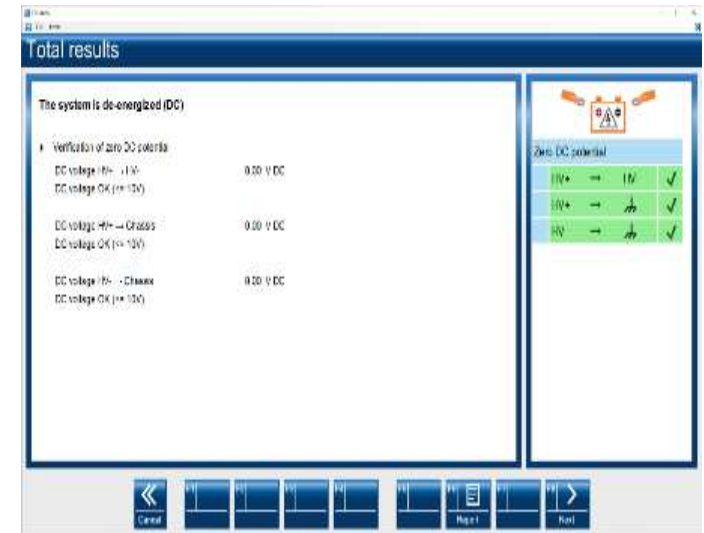 Total results
The system is de-energized (DC)
Verification of zero DC potential
DC voltage HV+ → HV- 0.00 V DC
DC voltage OK (<= 10V)
DC voltage HV+ → Chassis 0.00 V DC
DC voltage OK (<= 10V)
DC voltage HV- → Chassis 0.00 V DC
DC voltage OK (<= 10V)
Zero DC potential
HV+ → HV-
HV+ →
HV- →
Cancel
Report
Next